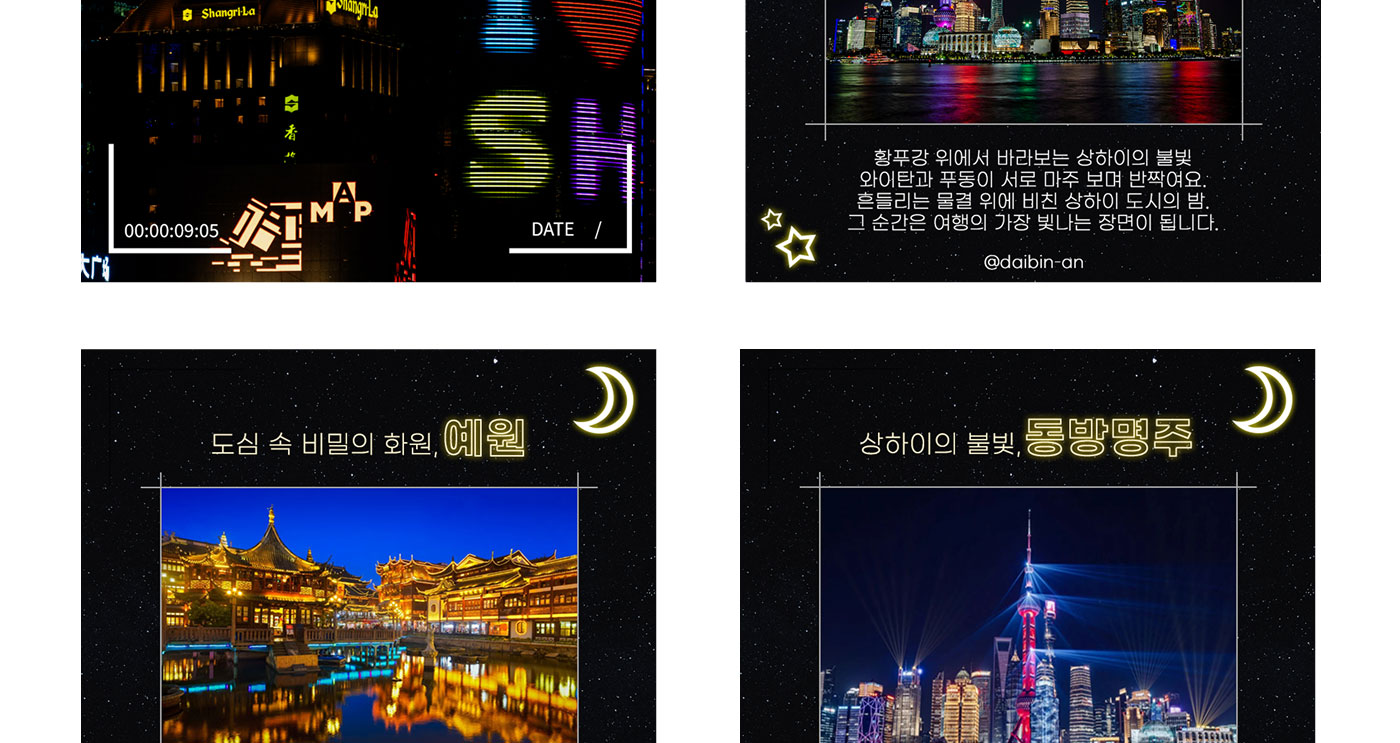 Shangri-La
Shangri-La
SH
香
MAP
00:00:09:05
DATE /
大广
황푸강 위에서 바라보는 상하이의 불빛
와이탄과 푸동이 서로 마주 보며 반짝여요.
흔들리는 물결 위에 비친 상하이 도시의 밤.
그 순간은 여행의 가장 빛나는 장면이 됩니다.
@daibin-an
도심 속 비밀의 화원, 예원
상하이의 불빛, 동방명주